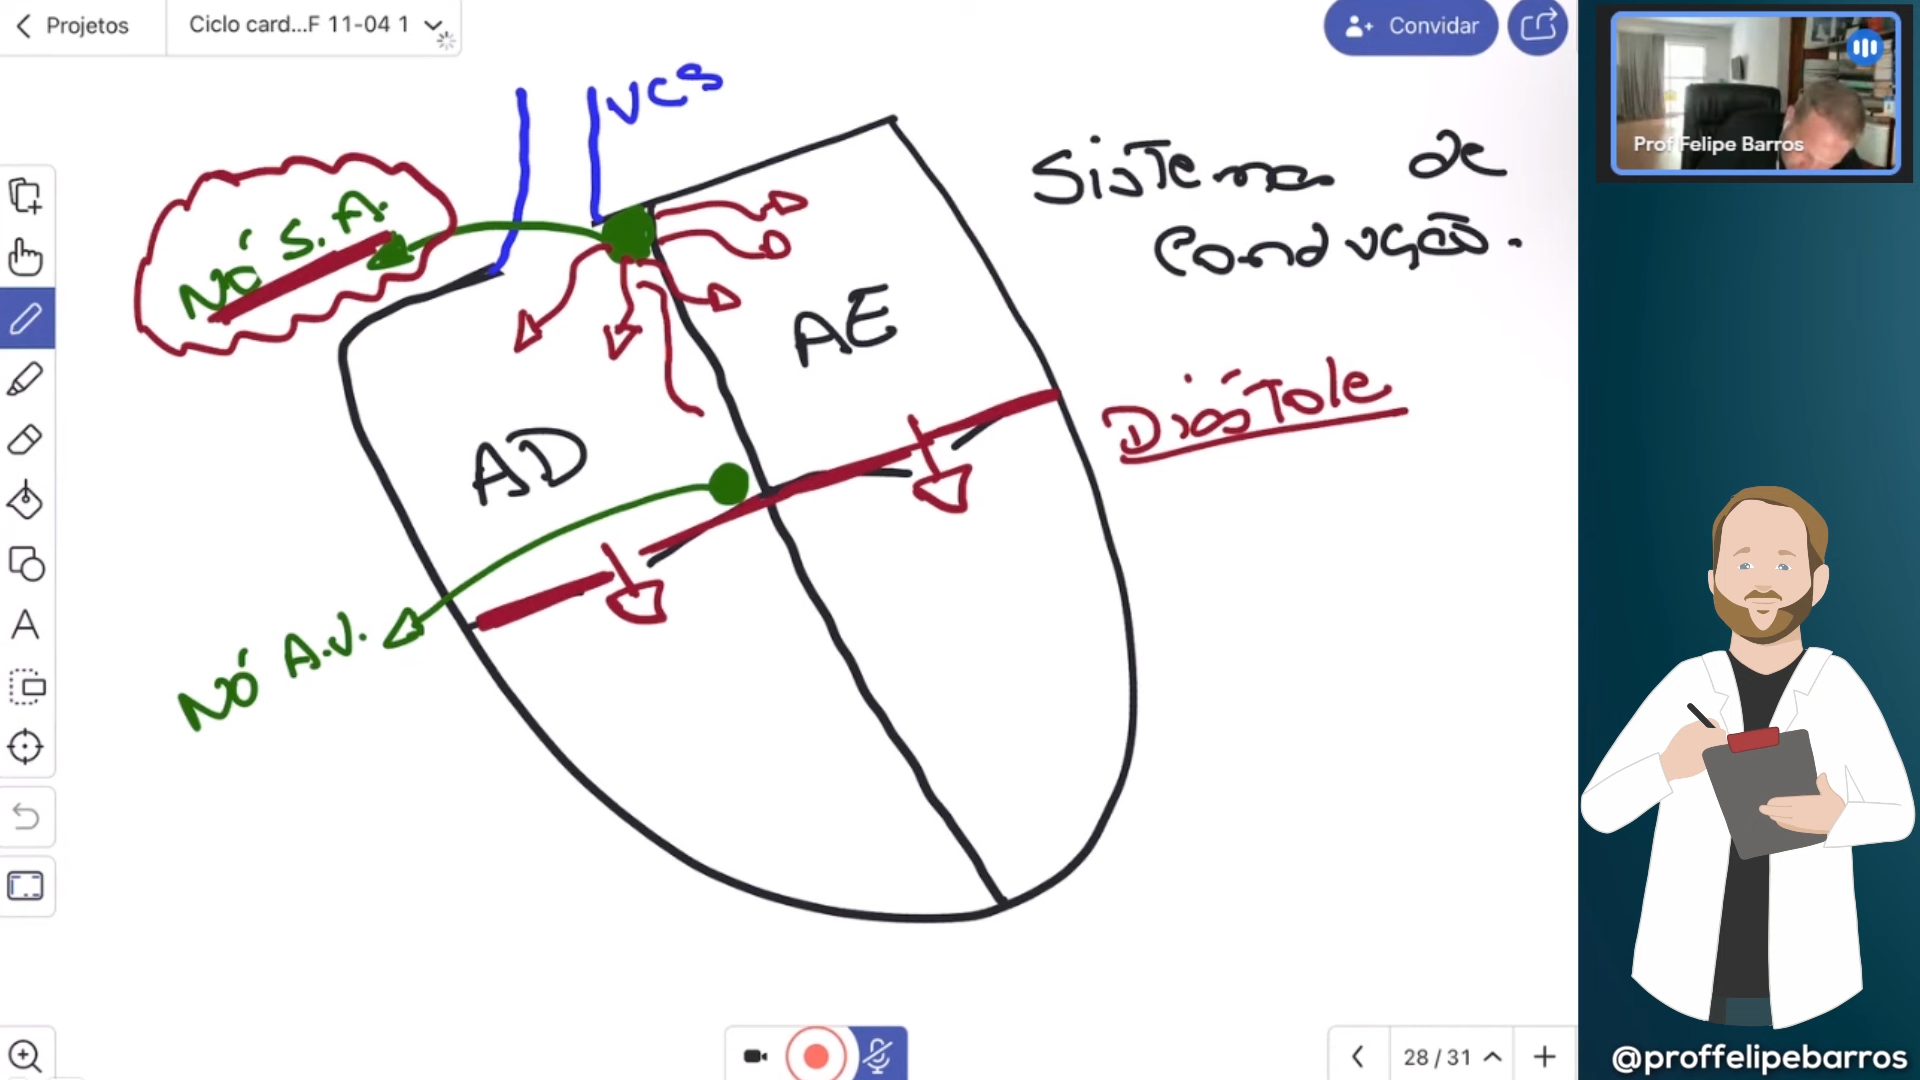 Projetos
Ciclo card...F 11-04 1
Convidar
Prof Felipe Barros
VCS
Sistema de
condução.
NÓ S.A.
AE
Diástole
AD
NÓ A.V.
A
28 / 31
@proffelipebarros